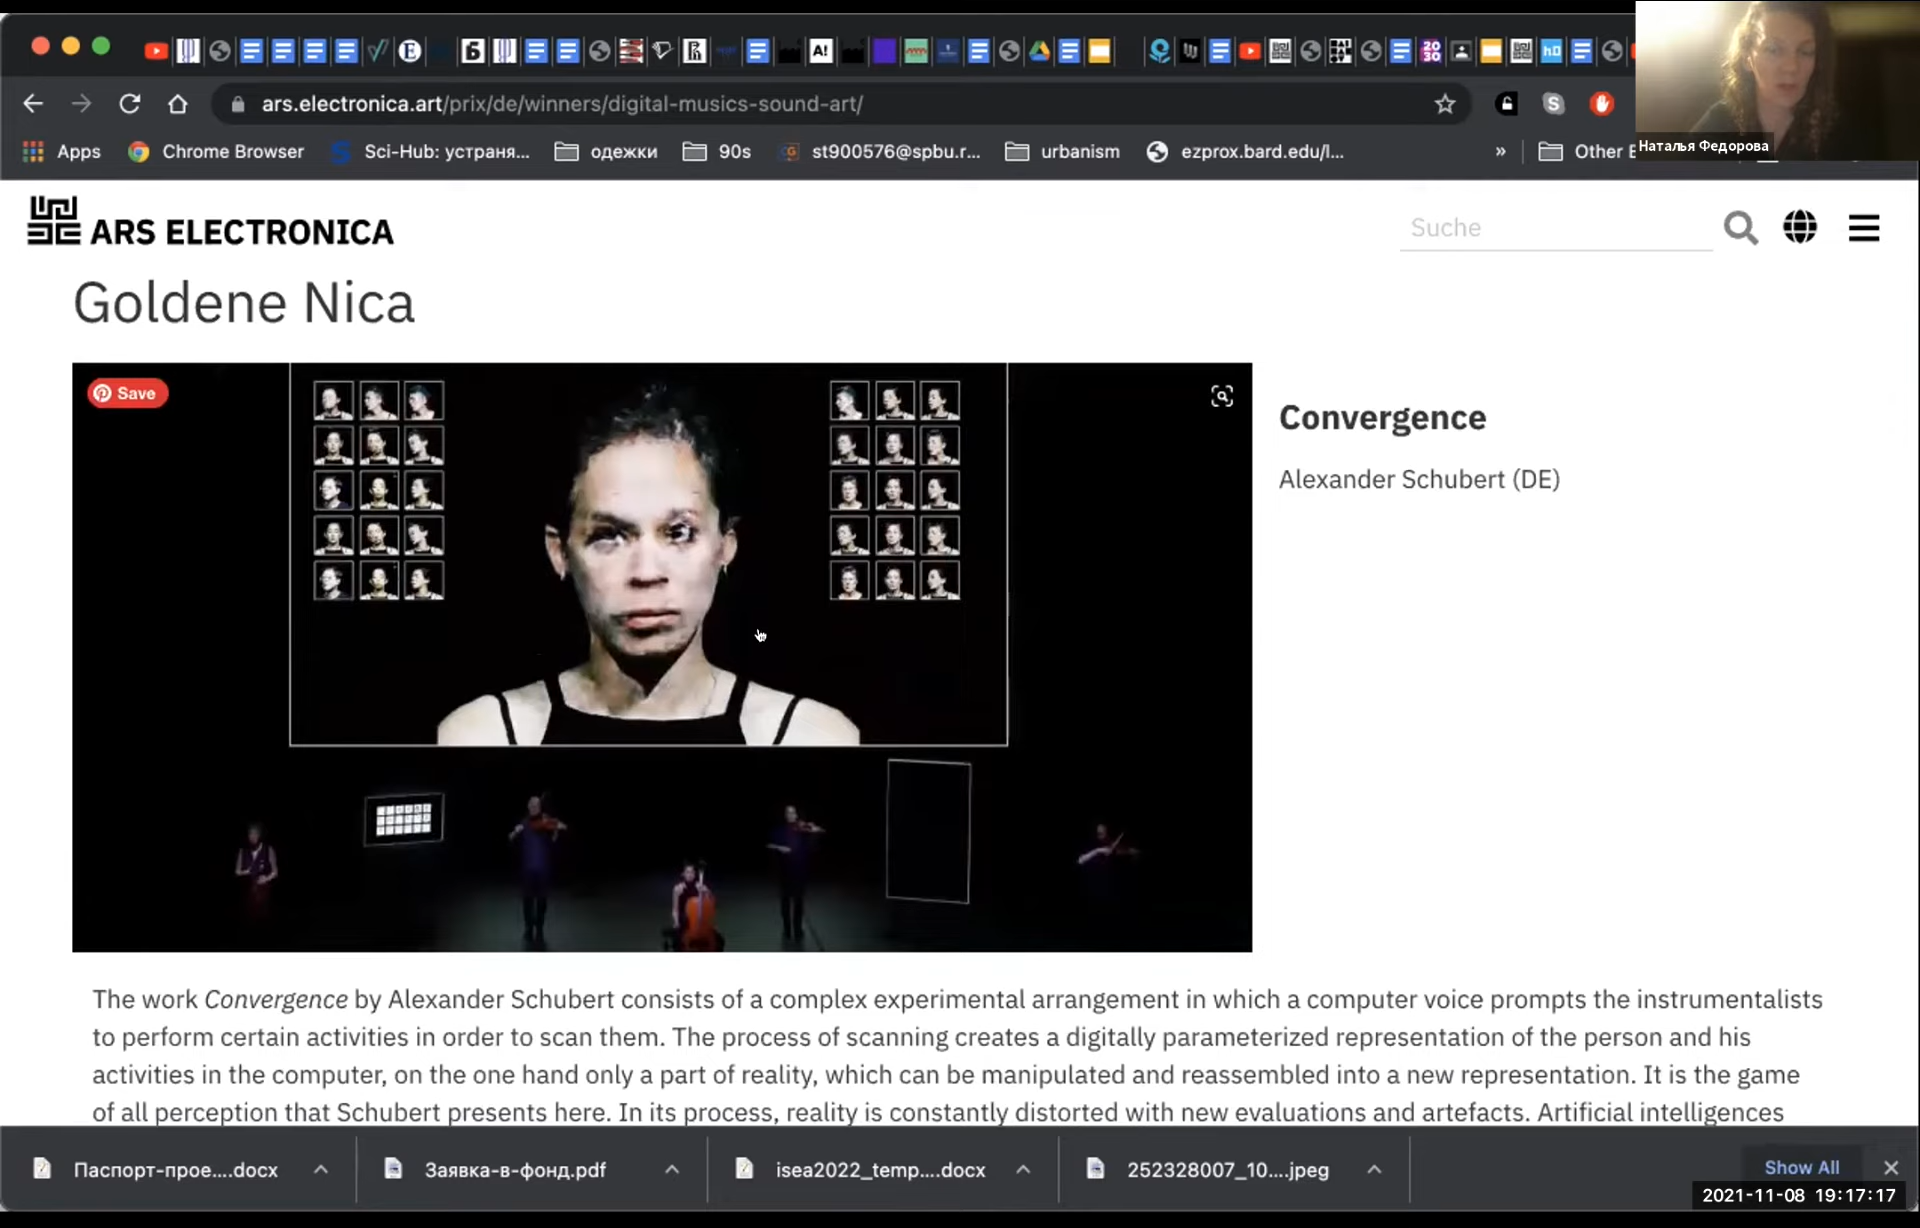 A!
20
30
hD
ars.electronica.art/prix/de/winners/digital-musics-sound-art/
Наталья Федорова
Apps
Chrome Browser
Sci-Hub: устраня...
одежки
90s
st900576@spbu.r...
urbanism
ezprox.bard.edu/l...
»
Other
ARS ELECTRONICA
Suche
Goldene Nica
Save
Convergence
Alexander Schubert (DE)
The work Convergence by Alexander Schubert consists of a complex experimental arrangement in which a computer voice prompts the instrumentalists
to perform certain activities in order to scan them. The process of scanning creates a digitally parameterized representation of the person and his
activities in the computer, on the one hand only a part of reality, which can be manipulated and reassembled into a new representation. It is the game
of all perception that Schubert presents here. In its process, reality is constantly distorted with new evaluations and artefacts. Artificial intelligences
Паспорт-прое....docx
Заявка-в-фонд.pdf
isea2022_temp....docx
252328007_10....jpeg
Show All
2021-11-08 19:17:17